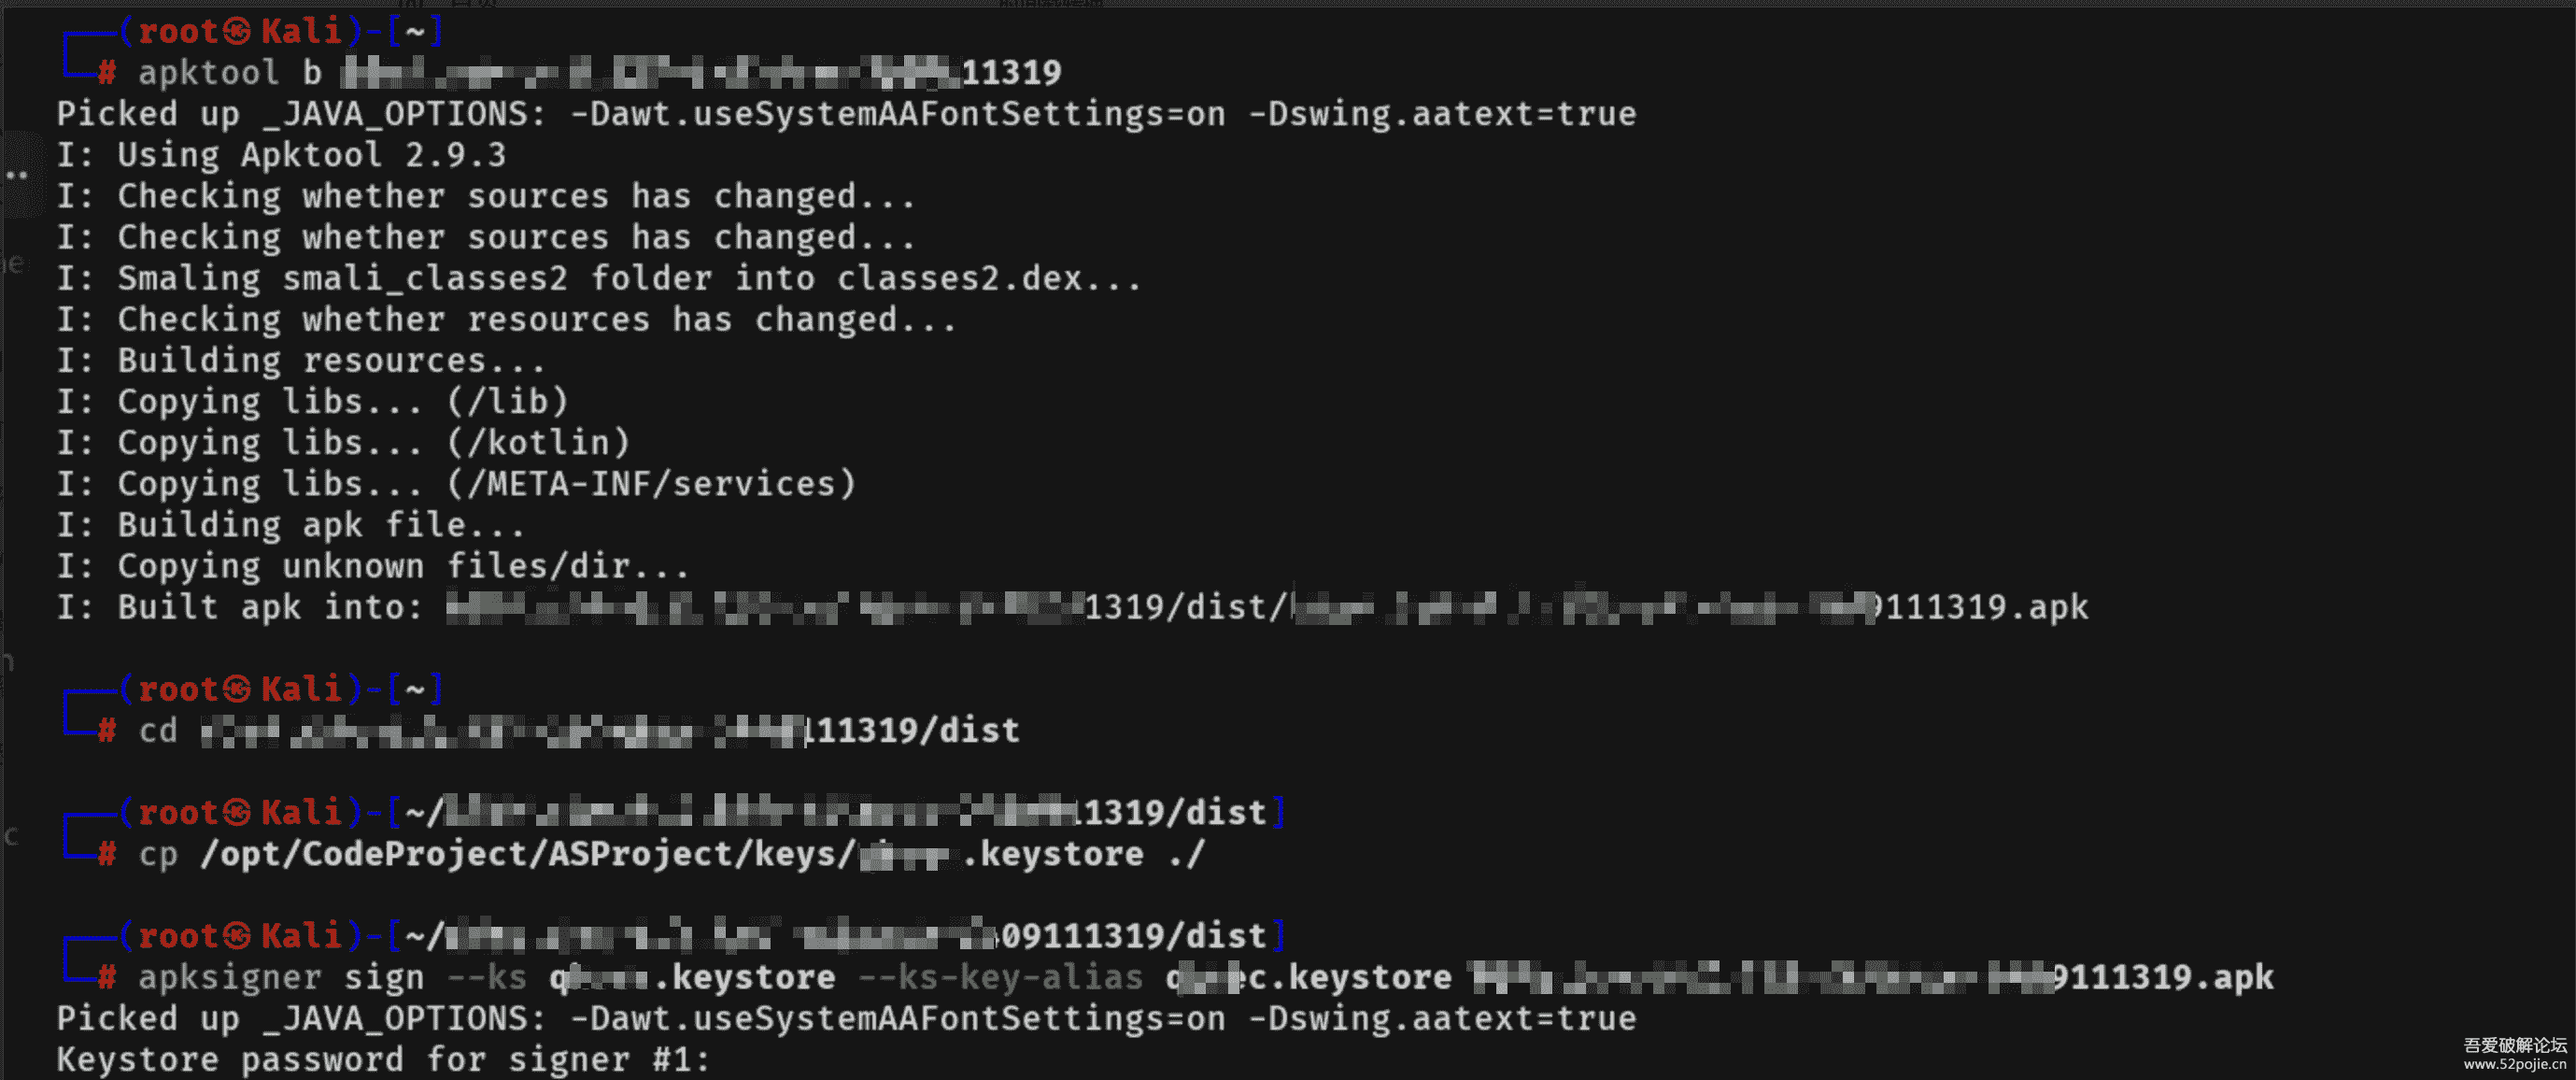 (root㉿Kali)-[~]
# apktool b 11319
Picked up _JAVA_OPTIONS: -Dawt.useSystemAAFontSettings=on -Dswing.aatext=true
I: Using Apktool 2.9.3
I: Checking whether sources has changed...
I: Checking whether sources has changed...
I: Smaling smali_classes2 folder into classes2.dex...
I: Checking whether resources has changed...
I: Building resources...
I: Copying libs... (/lib)
I: Copying libs... (/kotlin)
I: Copying libs... (/META-INF/services)
I: Building apk file...
I: Copying unknown files/dir...
I: Built apk into: 1319/dist/ 9111319.apk
(root㉿Kali)-[~]
# cd 111319/dist
(root㉿Kali)-[~/ 11319/dist]
# cp /opt/CodeProject/ASProject/keys/ .keystore ./
(root㉿Kali)-[~/ 09111319/dist]
# apksigner sign --ks q .keystore --ks-key-alias q ec.keystore 9111319.apk
Picked up _JAVA_OPTIONS: -Dawt.useSystemAAFontSettings=on -Dswing.aatext=true
Keystore password for signer #1:
吾爱破解论坛
www.52pojie.cn